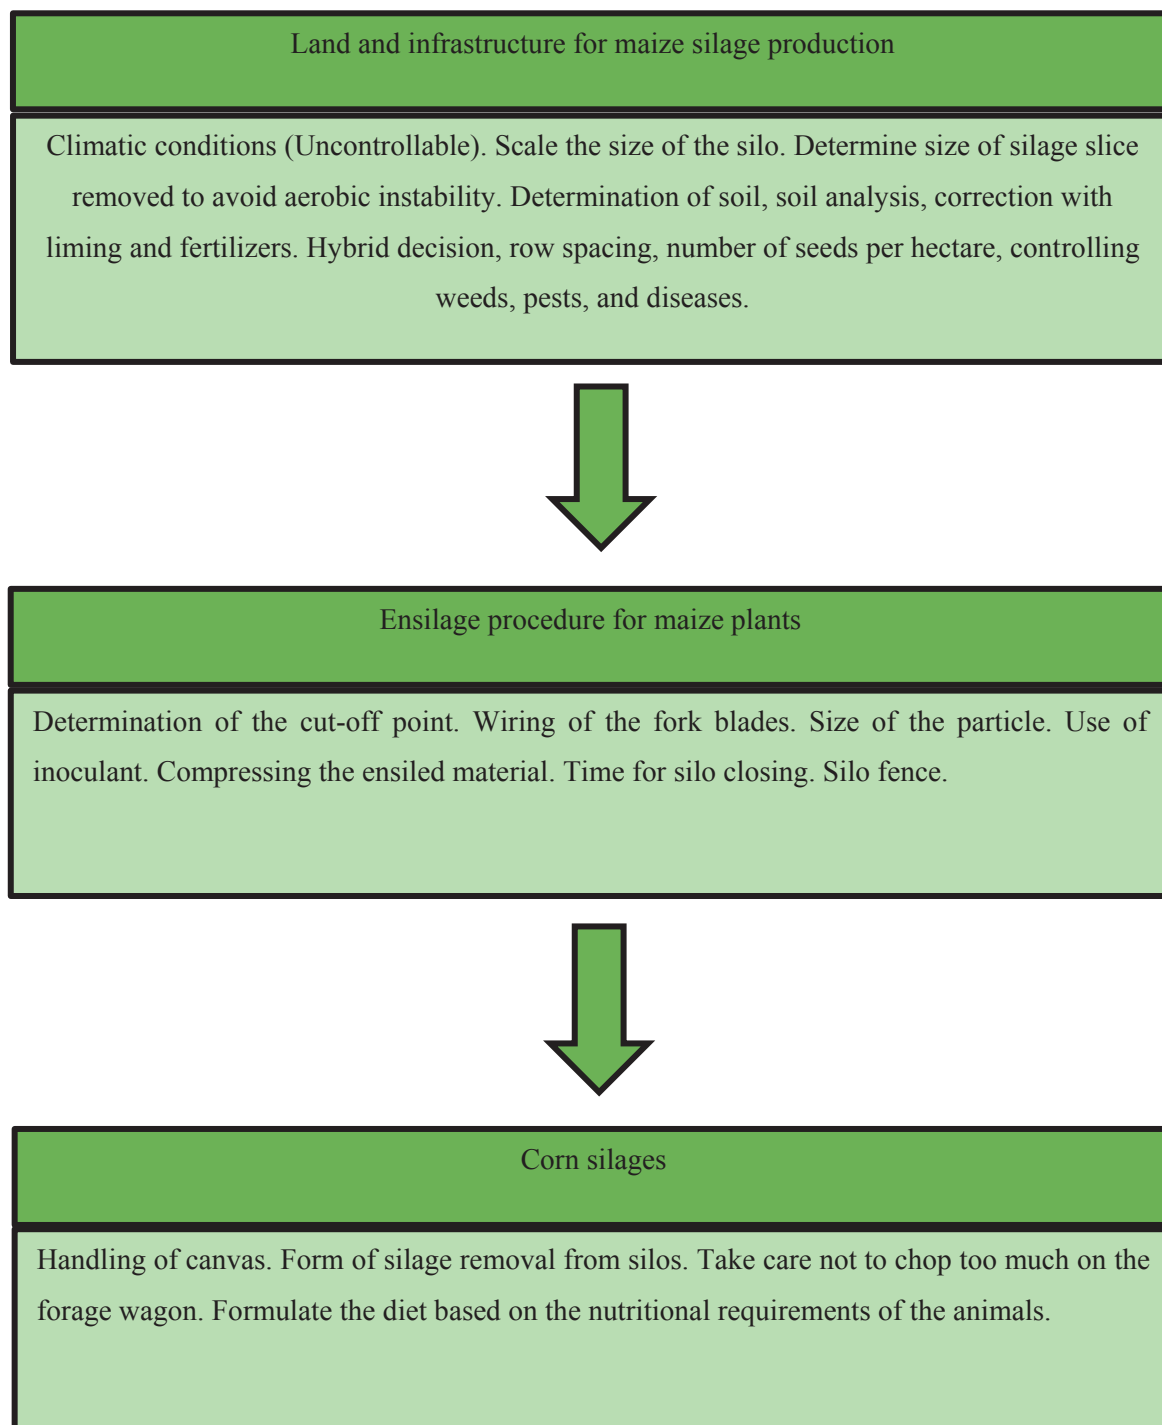 Land and infrastructure for maize silage production
Climatic conditions (Uncontrollable). Scale the size of the silo. Determine size of silage slice
removed to avoid aerobic instability. Determination of soil, soil analysis, correction with
liming and fertilizers. Hybrid decision, row spacing, number of seeds per hectare, controlling
weeds, pests, and diseases.
Ensilage procedure for maize plants
Determination of the cut-off point. Wiring of the fork blades. Size of the particle. Use of
inoculant. Compressing the ensiled material. Time for silo closing. Silo fence.
Corn silages
Handling of canvas. Form of silage removal from silos. Take care not to chop too much on the
forage wagon. Formulate the diet based on the nutritional requirements of the animals.